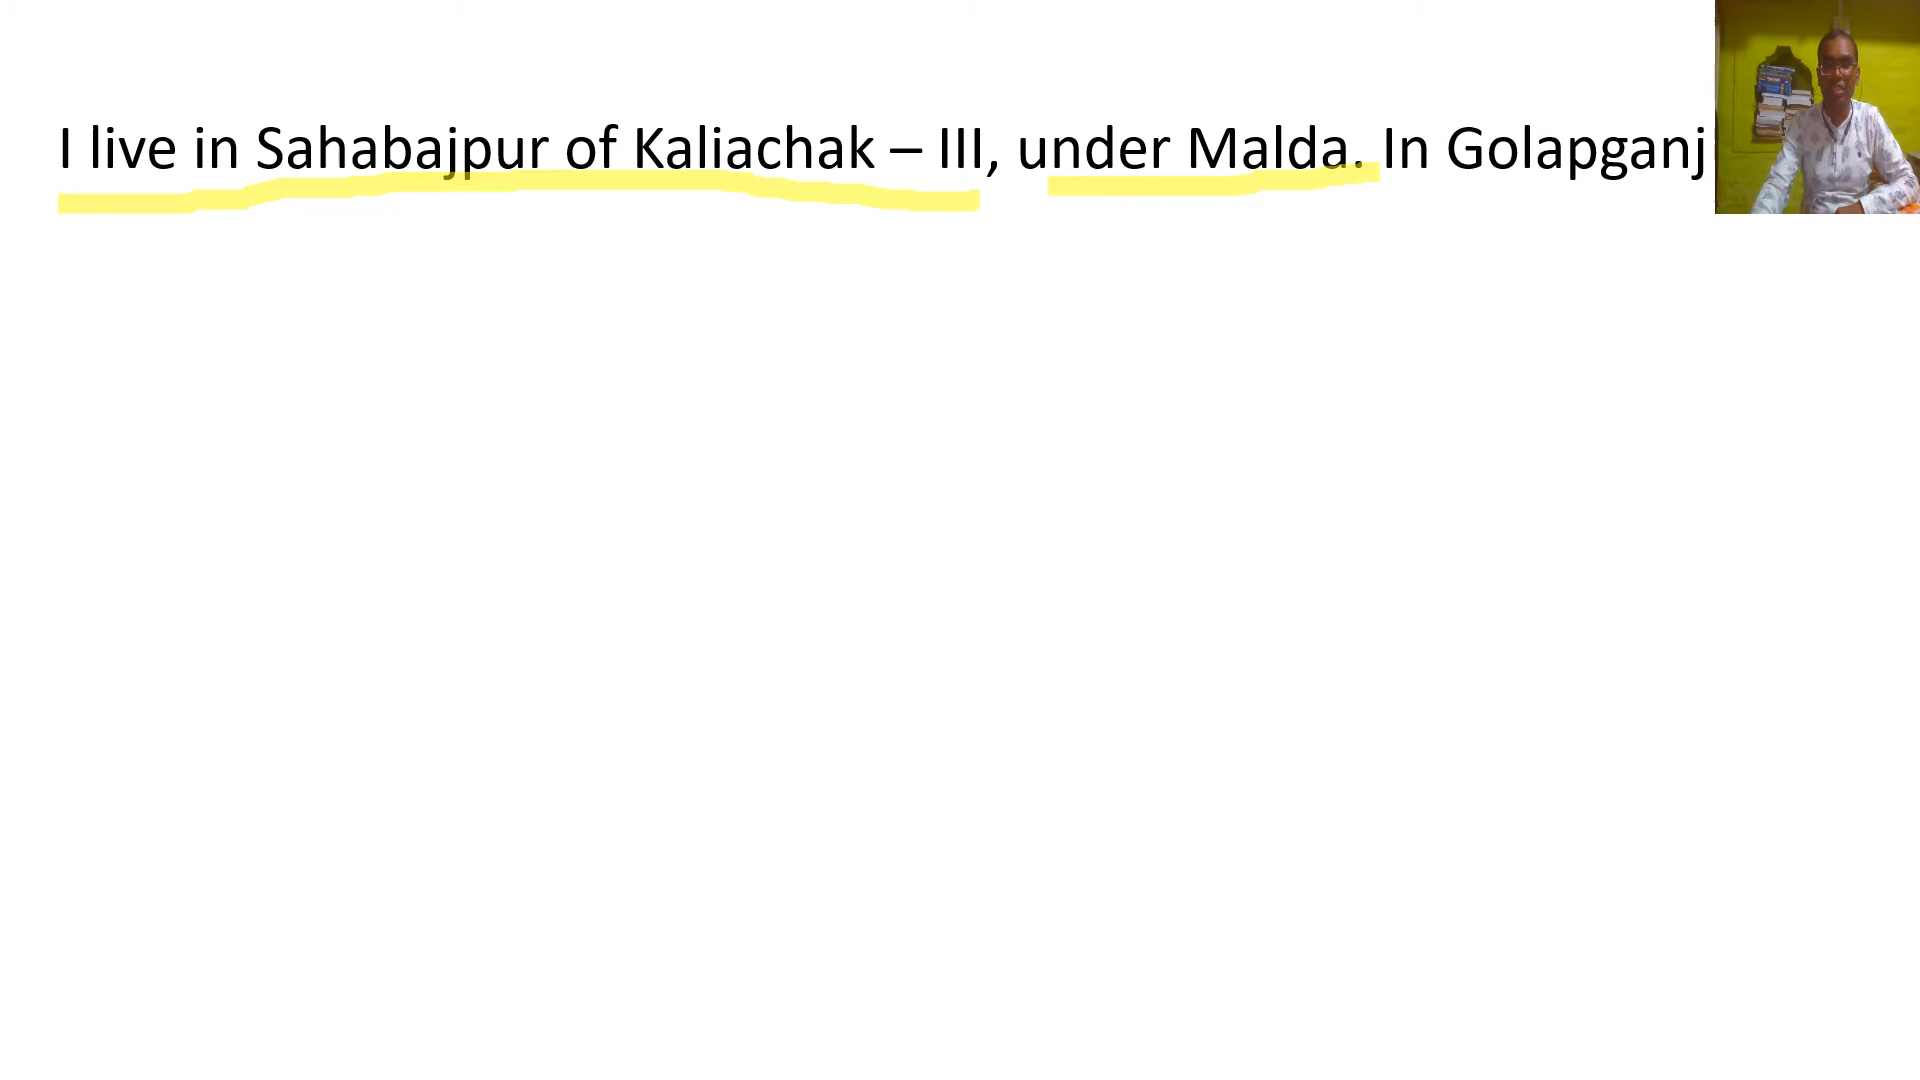 I live in Sahabajpur of Kaliachak – III, under Malda. In Golapganj